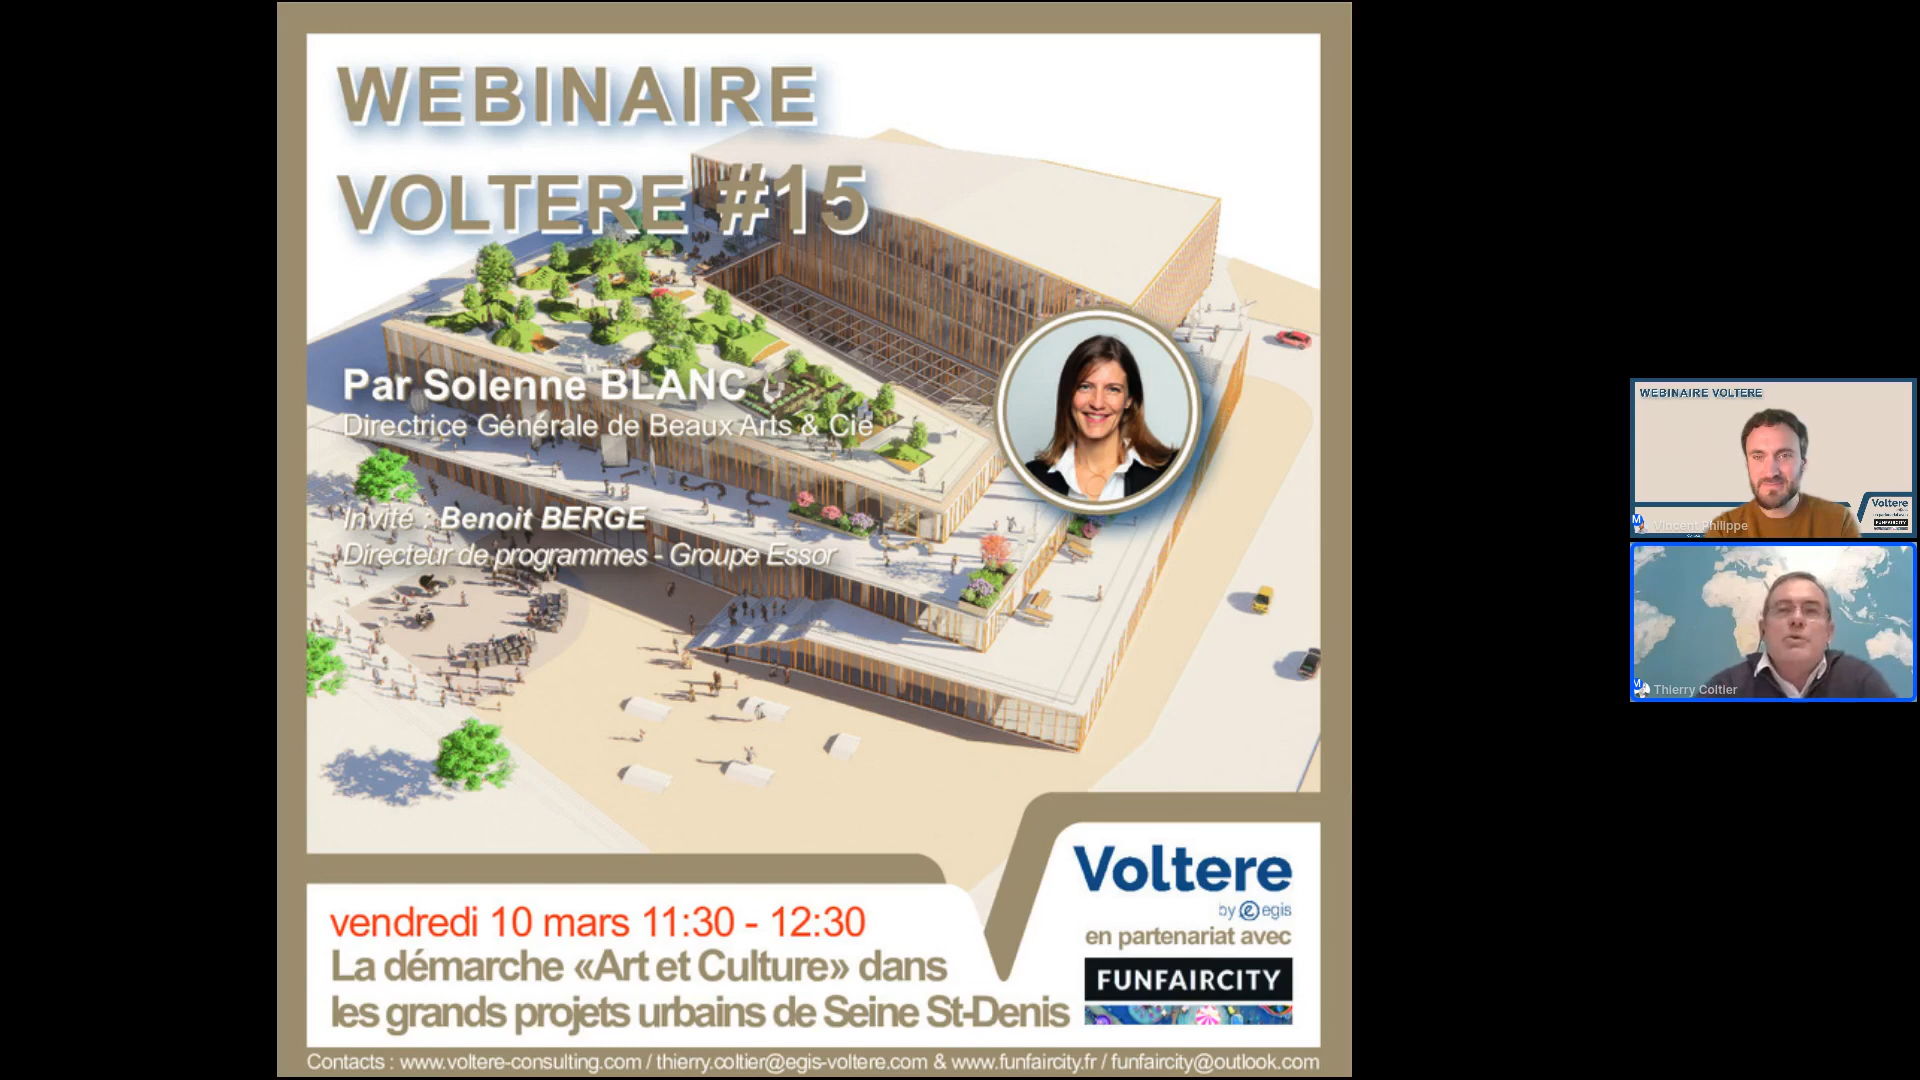 WEBINAIRE
VOLTERE #15
Par Solenne BLANC
Directrice Générale de Beaux Arts & Cie
Invité : Benoit BERGE
Directeur de programmes - Groupe Essor
vendredi 10 mars 11:30 - 12:30
La démarche «Art et Culture» dans
les grands projets urbains de Seine St-Denis
Voltere
by e egis
en partenariat avec
FUNFAIRCITY
Contacts : www.voltere-consulting.com / thierry.coltier@egis-voltere.com & www.funfaircity.fr / funfaircity@outlook.com
WEBINAIRE VOLTERE
Voltere
FUNFAIRCITY
M
Vincent Philippe
M
Thierry Coltier